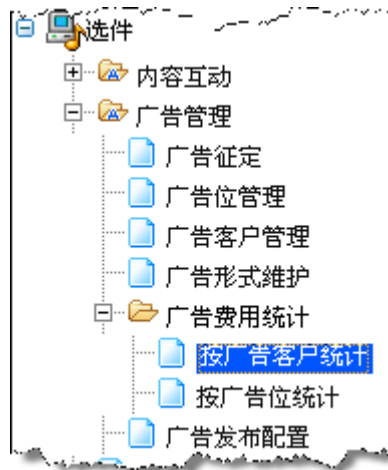 选件
内容互动
广告管理
广告征定
广告位管理
广告客户管理
广告形式维护
广告费用统计
按广告客户统计
按广告位统计
广告发布配置